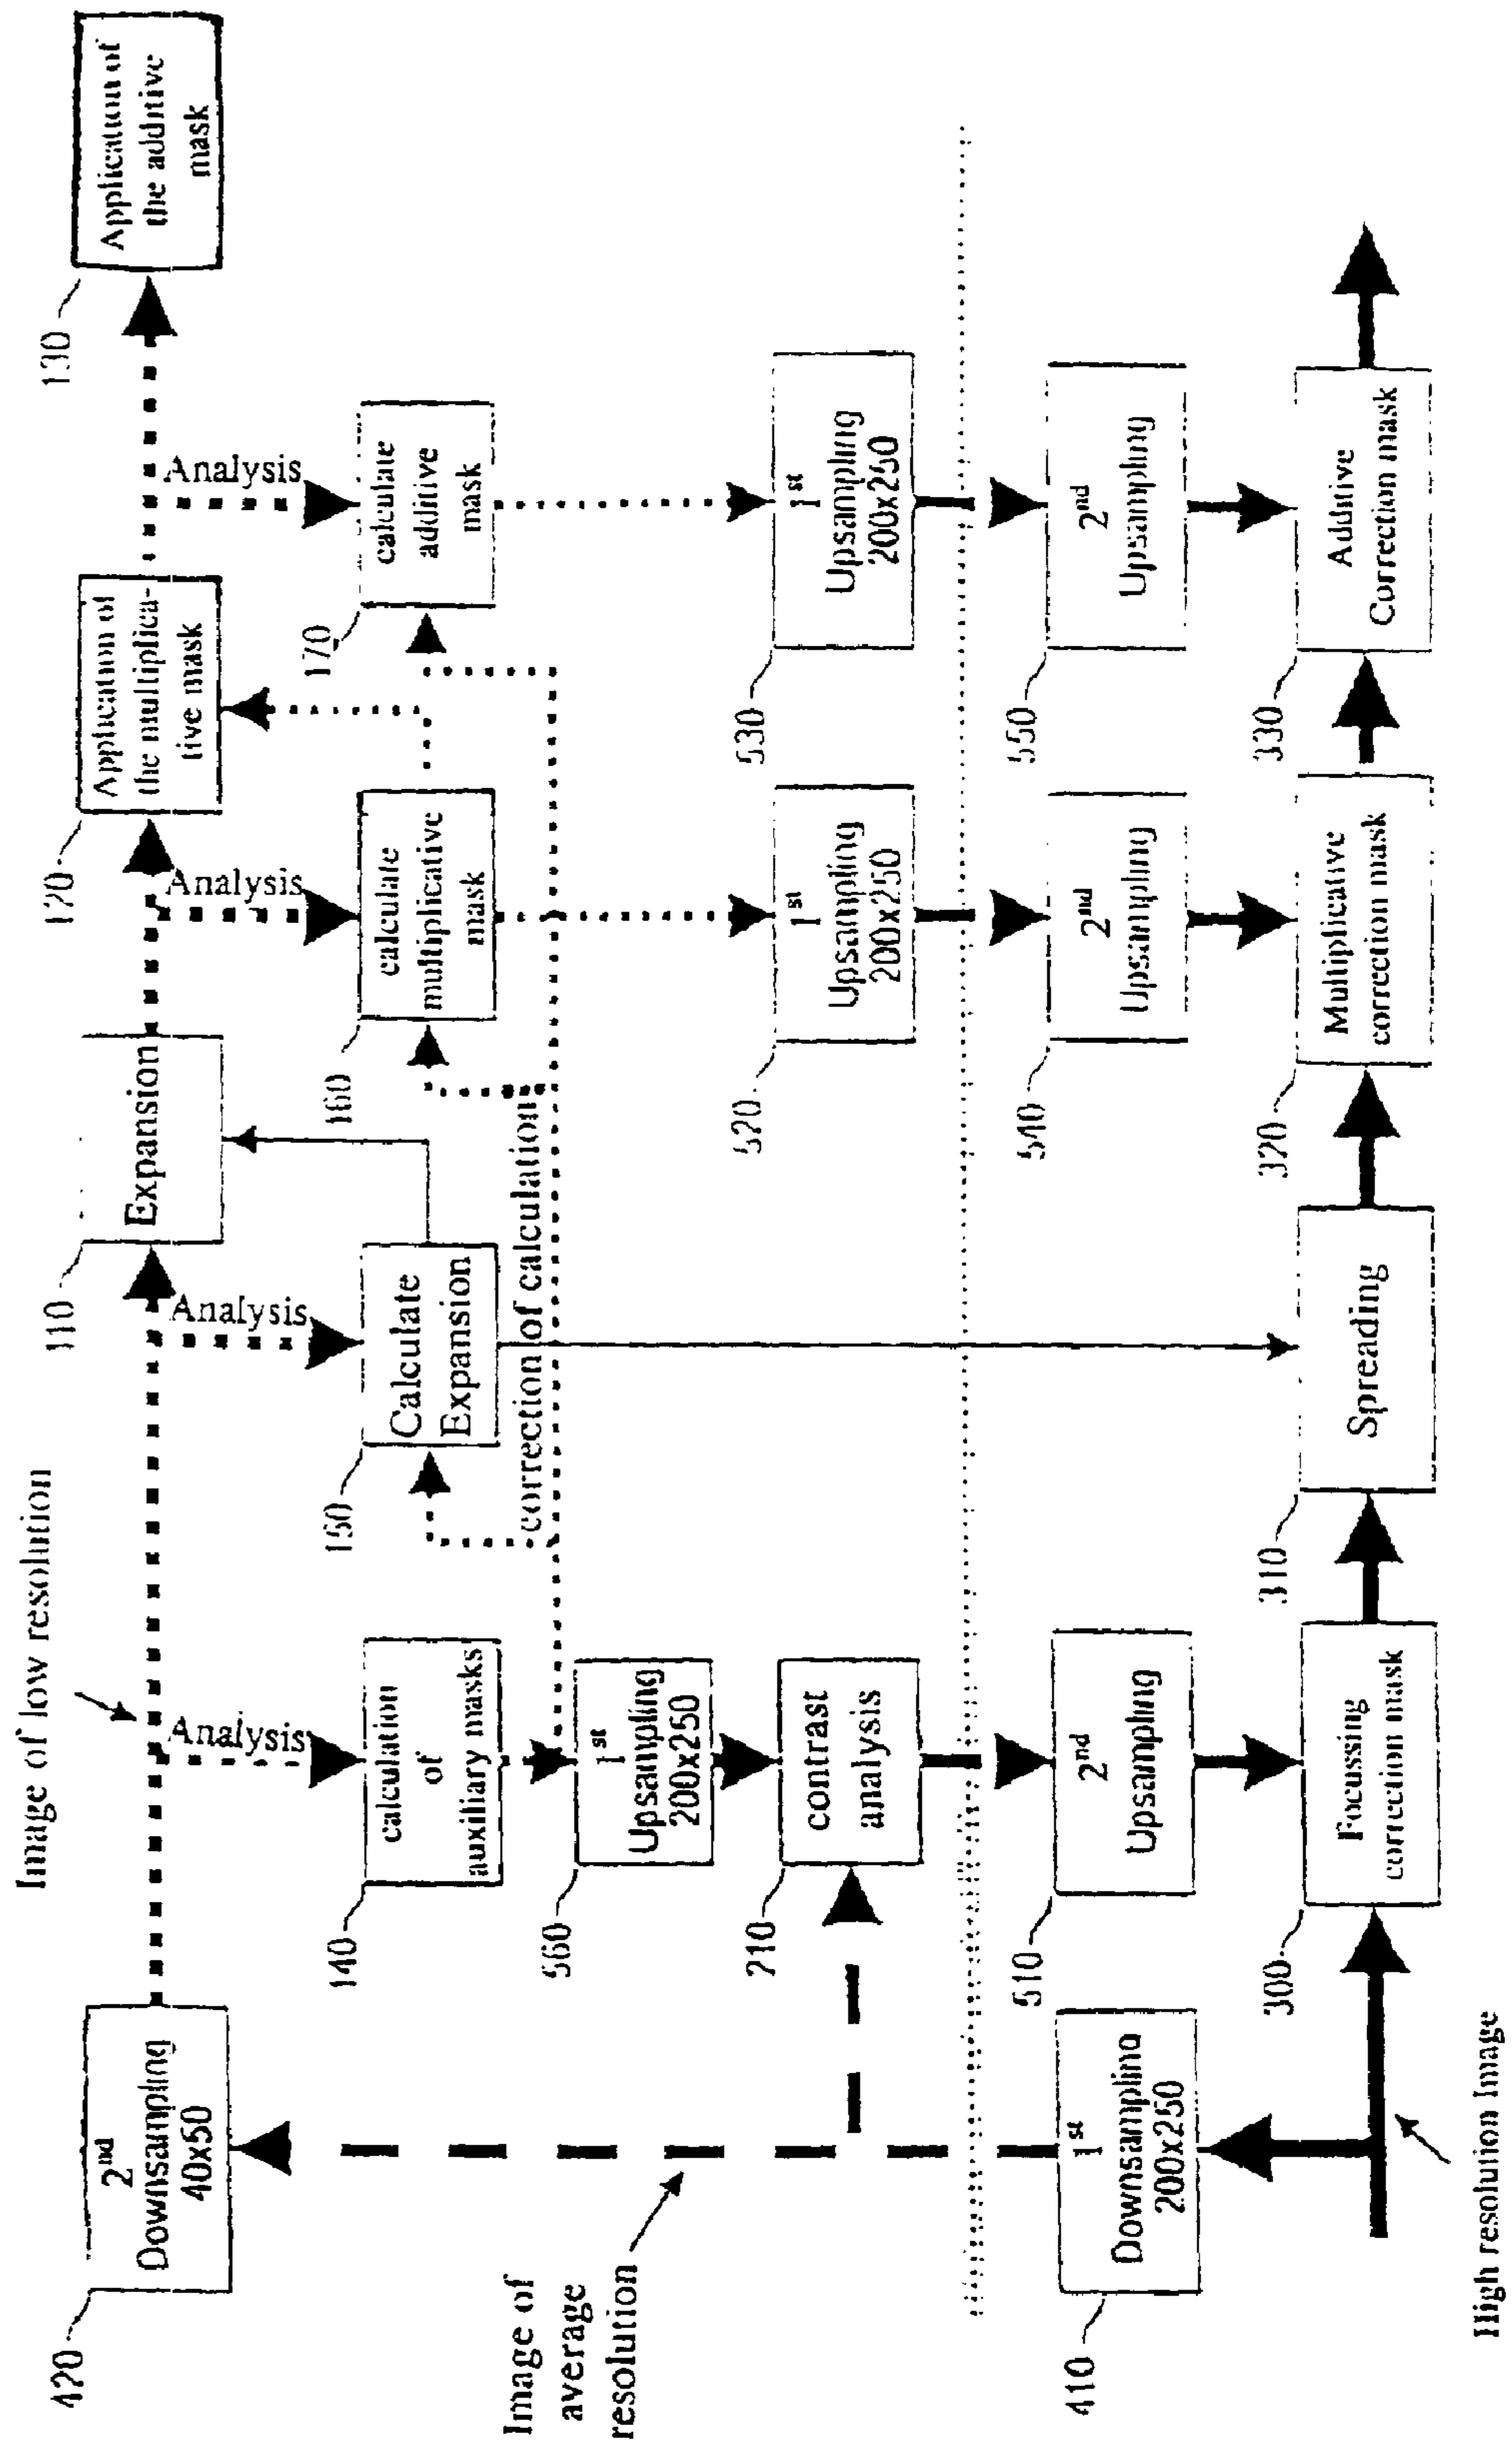 Image of low resolution
420
2nd
Downsampling
40x50
110
Expansion
120
Application of
the multiplica-
tive mask
130
Application of
the additive
mask
Analysis
Analysis
Analysis
Analysis
140
calculation
of
auxiliary masks
150
Calculate
Expansion
160
calculate
multiplicative
mask
170
calculate
additive
mask
correction of calculation
560
1st
Upsampling
200x250
210
contrast
analysis
520
1st
Upsampling
200x250
530
1st
Upsampling
200x250
Image of
average
resolution
410
1st
Downsampling
200x250
510
2nd
Upsampling
540
2nd
Upsampling
550
2nd
Upsampling
300
Focussing
correction mask
310
Spreading
320
Multiplicative
correction mask
330
Additive
Correction mask
High resolution Image